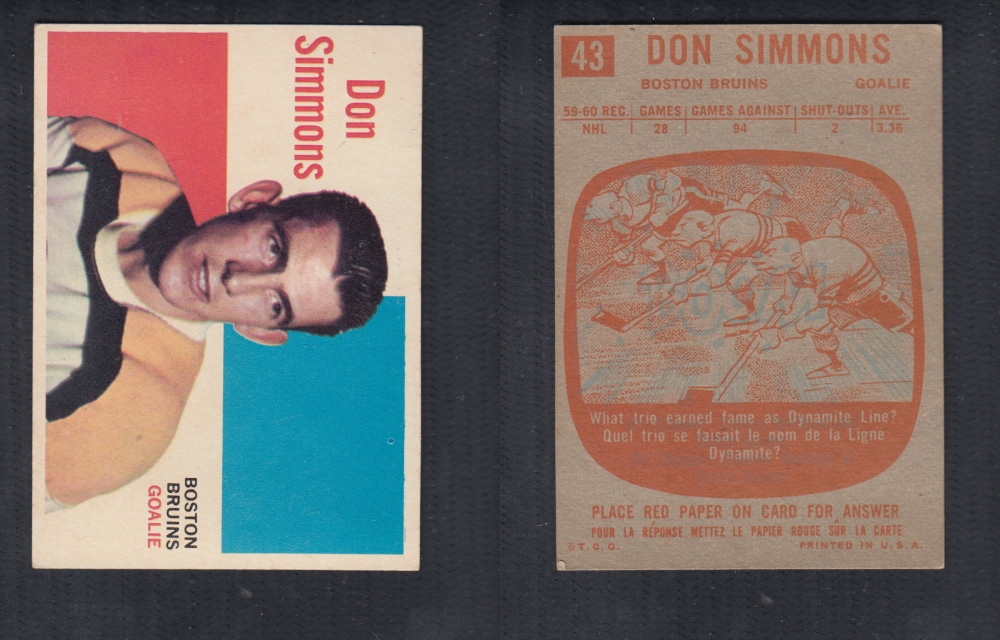 Don
Simmons
BOSTON
BRUINS
GOALIE
43
DON SIMMONS
BOSTON BRUINS GOALIE
59-60 REC. GAMES GAMES AGAINST SHUT-OUTS AVE.
NHL 28 94 2 3.36
What trio earned fame as Dynamite Line?
Quel trio se faisait le nom de la Ligne
Dynamite?
PLACE RED PAPER ON CARD FOR ANSWER
POUR LA RÉPONSE METTEZ LE PAPIER ROUGE SÛR LA CARTE
©T.C.G. PRINTED IN U.S.A.